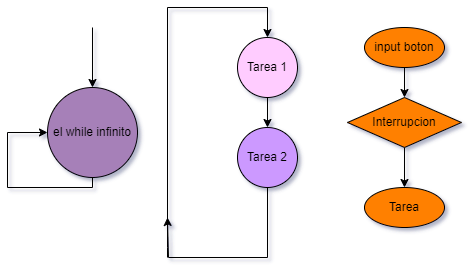 el while infinito
Tarea 1
Tarea 2
input boton
Interrupcion
Tarea